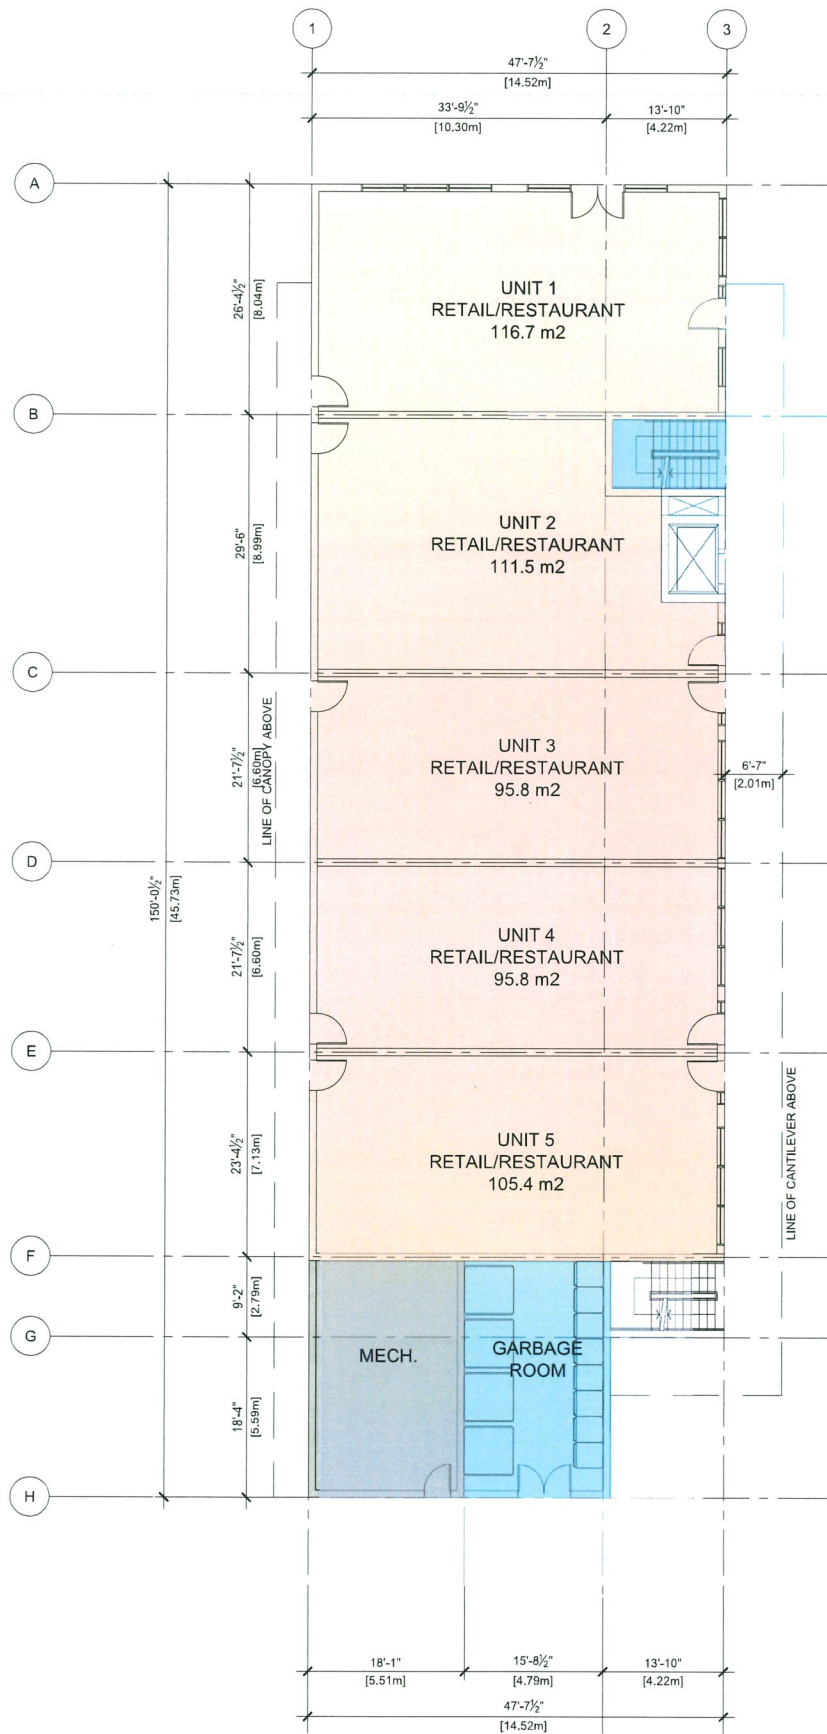 1
2
3
47'-7½"
[14.52m]
33'-9½"
[10.30m]
13'-10"
[4.22m]
A
26'-4½"
[8.04m]
UNIT 1
RETAIL/RESTAURANT
116.7 m2
B
29'-6"
[8.99m]
UNIT 2
RETAIL/RESTAURANT
111.5 m2
C
21'-7½"
[6.60m]
LINE OF CANOPY ABOVE
UNIT 3
RETAIL/RESTAURANT
95.8 m2
6'-7"
[2.01m]
D
150'-0½"
[45.73m]
21'-7½"
[6.60m]
UNIT 4
RETAIL/RESTAURANT
95.8 m2
E
23'-4½"
[7.13m]
UNIT 5
RETAIL/RESTAURANT
105.4 m2
LINE OF CANTILEVER ABOVE
F
9'-2"
[2.79m]
G
MECH.
GARBAGE
ROOM
18'-4"
[5.59m]
H
18'-1"
[5.51m]
15'-8½"
[4.79m]
13'-10"
[4.22m]
47'-7½"
[14.52m]